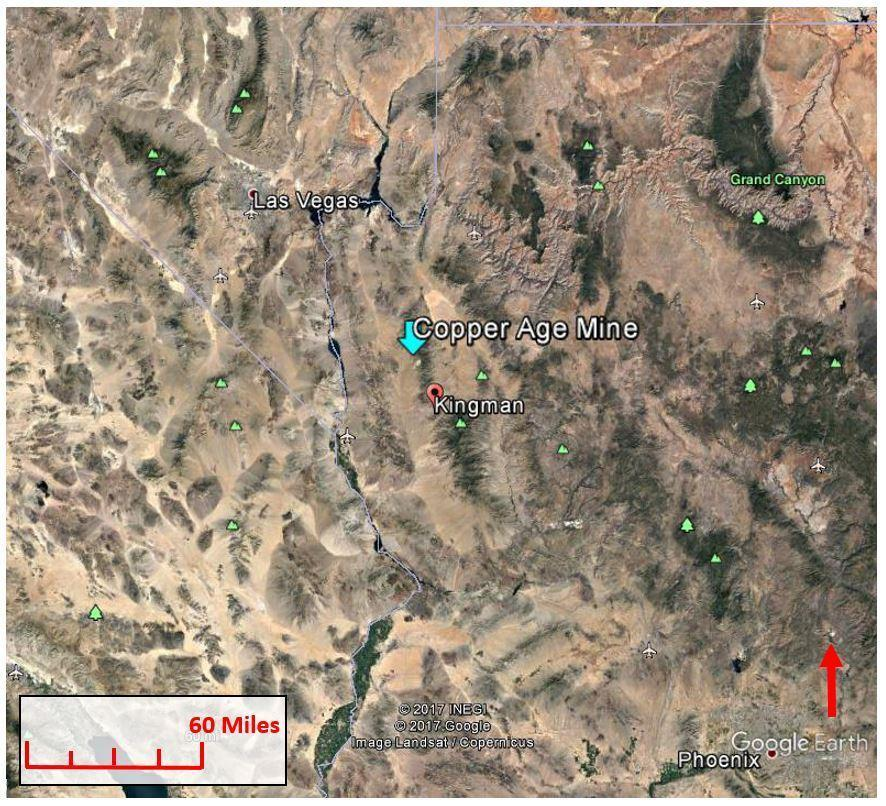 Grand Canyon
Las Vegas
Copper Age Mine
Kingman
60 Miles
© 2017 INEGI
© 2017 Google
Image Landsat / Copernicus
Google Earth
Phoenix